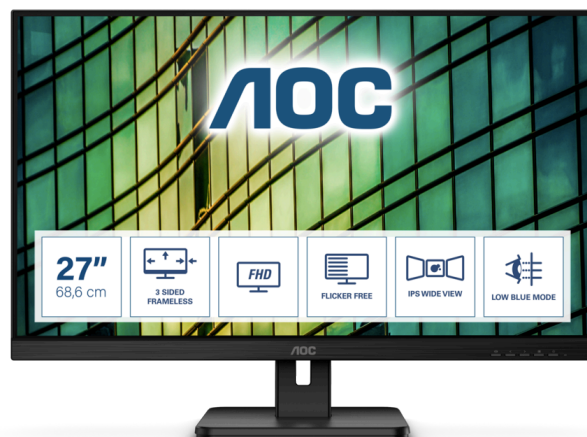 AOC
27"
68,6 cm
3 SIDED
FRAMELESS
FHD
FLICKER FREE
IPS WIDE VIEW
LOW BLUE MODE
AOC